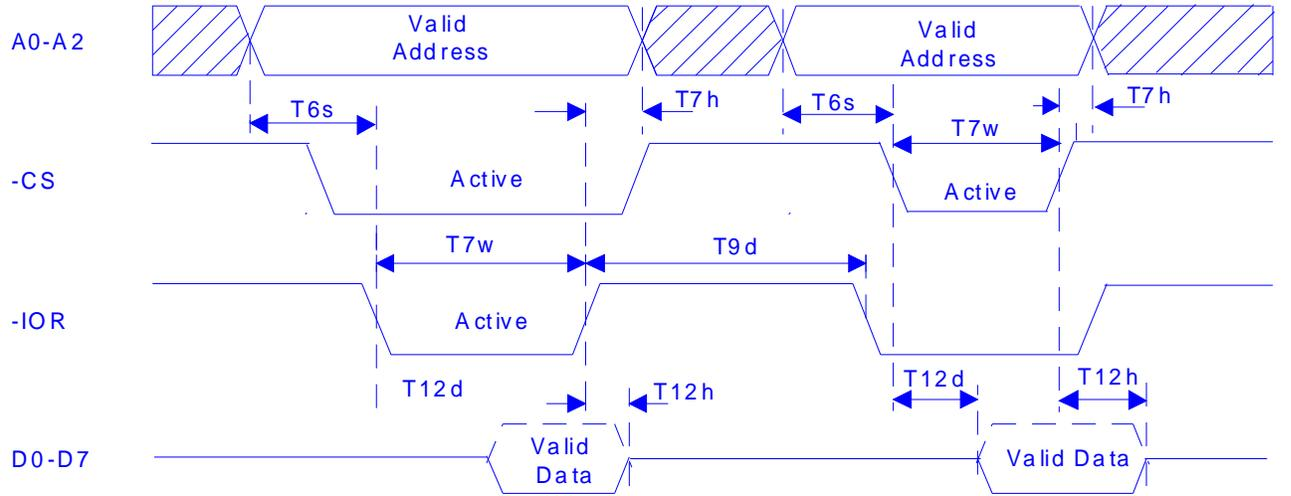 A0-A2
Valid
Address
Valid
Address
T6s
T7h
T6s
T7h
T7w
-CS
Active
Active
T7w
T9d
-IOR
Active
T12d
T12h
T12d
T12h
D0-D7
Valid
Data
Valid Data